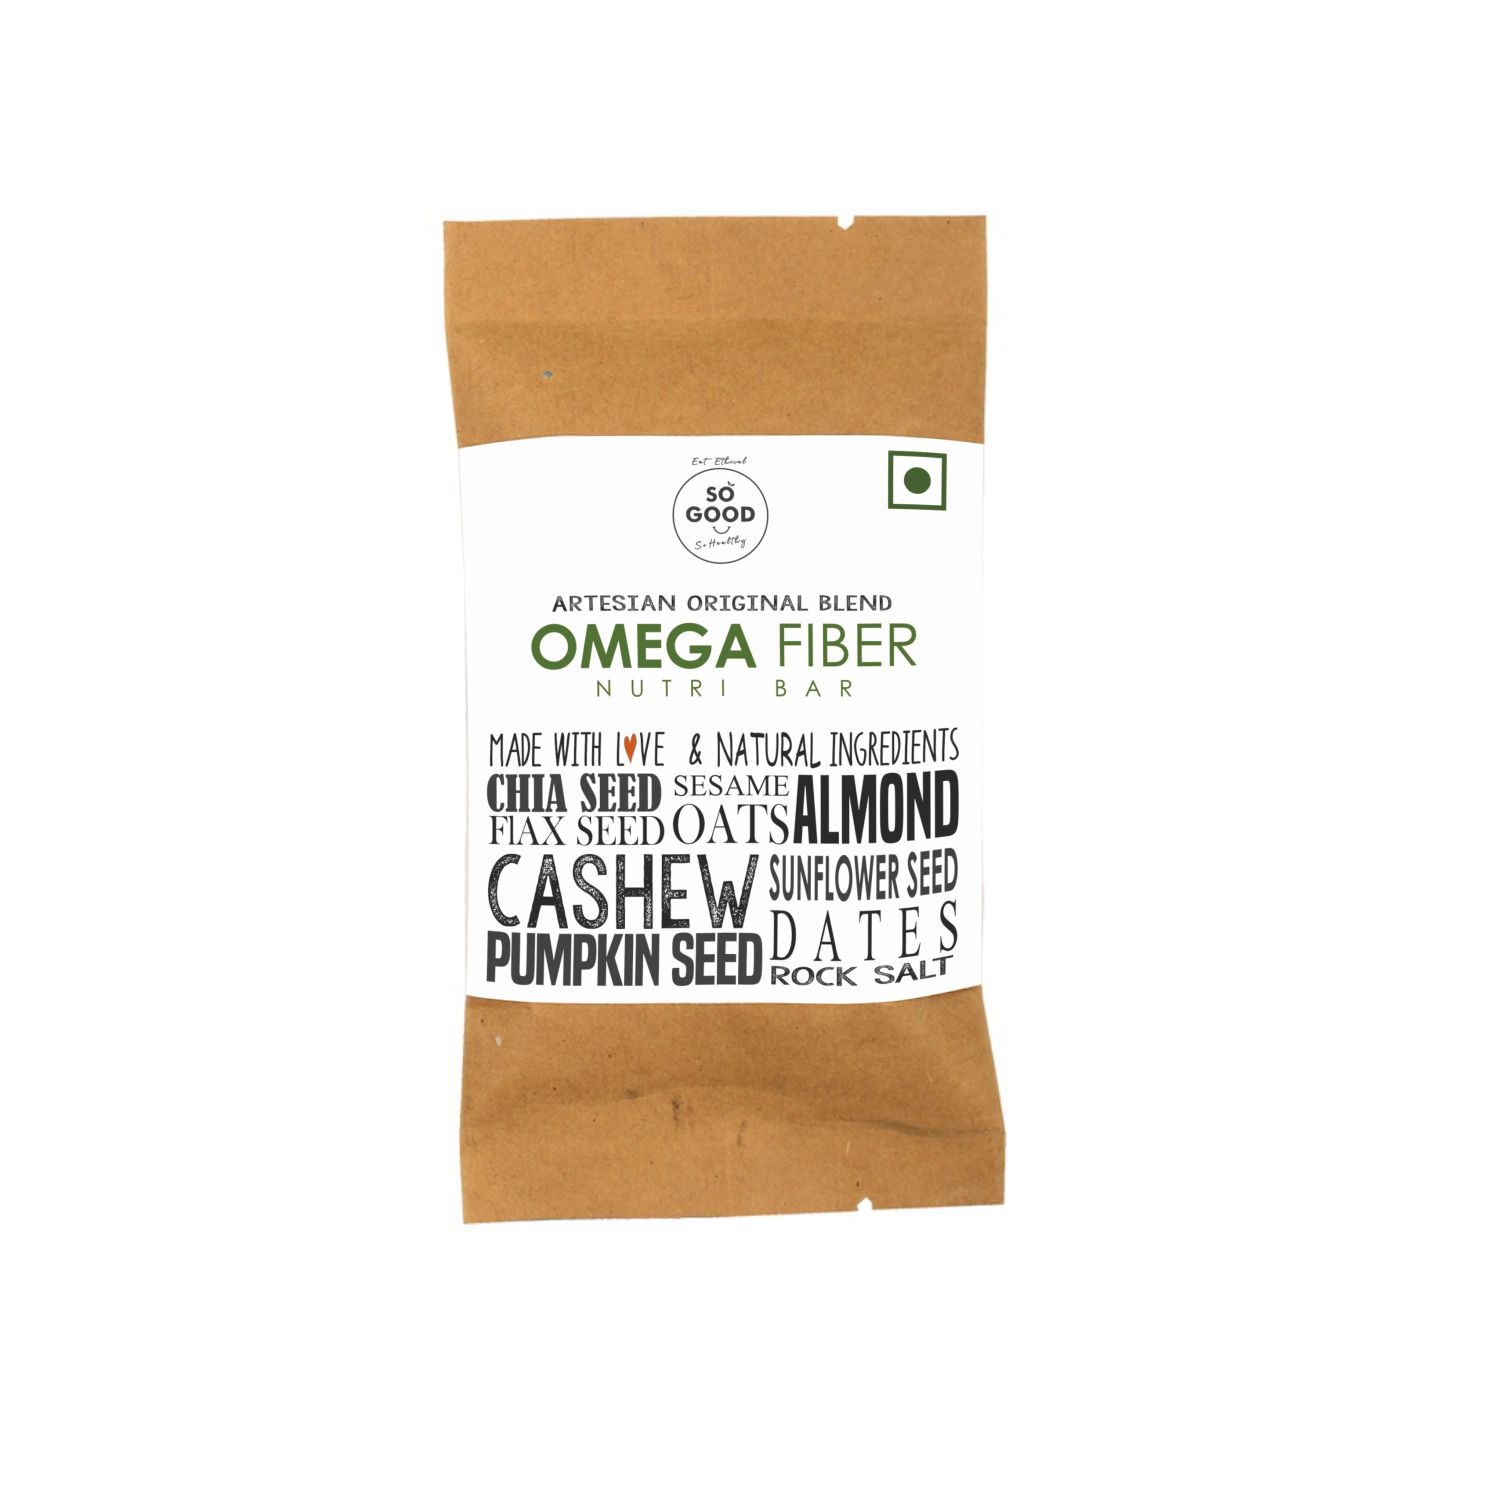 Eat Ethical
SO
GOOD
So Healthy
ARTESIAN ORIGINAL BLEND
OMEGA FIBER
NUTRI BAR
MADE WITH LOVE & NATURAL INGREDIENTS
CHIA SEED
FlAX SEED
SESAME
OATS
ALMOND
CASHEW
PUMPKIN SEED
SUNFLOWER SEED
DATES
ROCK SALT